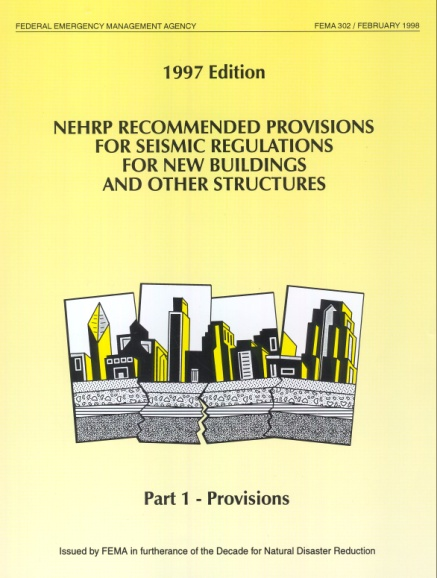 FEDERAL EMERGENCY MANAGEMENT AGENCY FEMA 302 / FEBRUARY 1998
1997 Edition
NEHRP RECOMMENDED PROVISIONS
FOR SEISMIC REGULATIONS
FOR NEW BUILDINGS
AND OTHER STRUCTURES
Part 1 - Provisions
Issued by FEMA in furtherance of the Decade for Natural Disaster Reduction